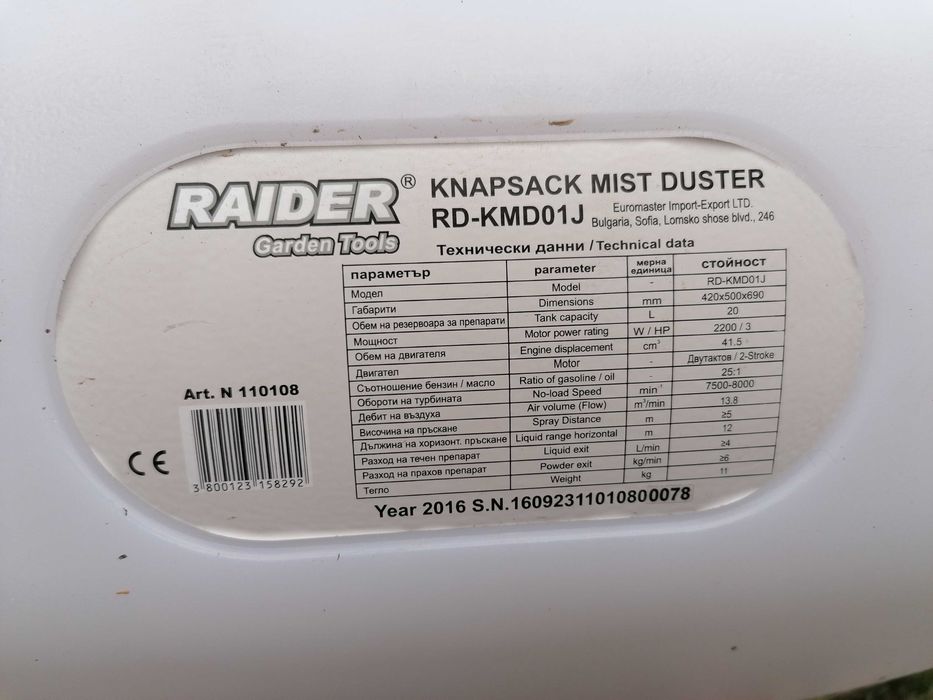 RAIDER®
Garden Tools
KNAPSACK MIST DUSTER
RD-KMD01J
Euromaster Import-Export LTD.
Bulgaria, Sofia, Lomsko shose blvd., 246
Технически данни / Technical data
параметър parameter мерна единица стойност
Модел Model - RD-KMD01J
Габарити Dimensions mm 420x500x690
Обем на резервоара за препарати Tank capacity L 20
Мощност Motor power rating W / HP 2200 / 3
Обем на двигателя Engine displacement cm³ 41.5
Двигател Motor - Двутактов / 2-Stroke
Съотношение бензин / масло Ratio of gasoline / oil - 25:1
Обороти на турбината No-load Speed min⁻¹ 7500-8000
Дебит на въздуха Air volume (Flow) m³/min 13.8
Височина на пръскане Spray Distance m ≥5
Дължина на хоризонт. пръскане Liquid range horizontal m 12
Разход на течен препарат Liquid exit L/min ≥4
Разход на прахов препарат Powder exit kg/min ≥6
Тегло Weight kg 11
Year 2016 S.N.16092311010800078
Art. N 110108
3 800123 158292
CE